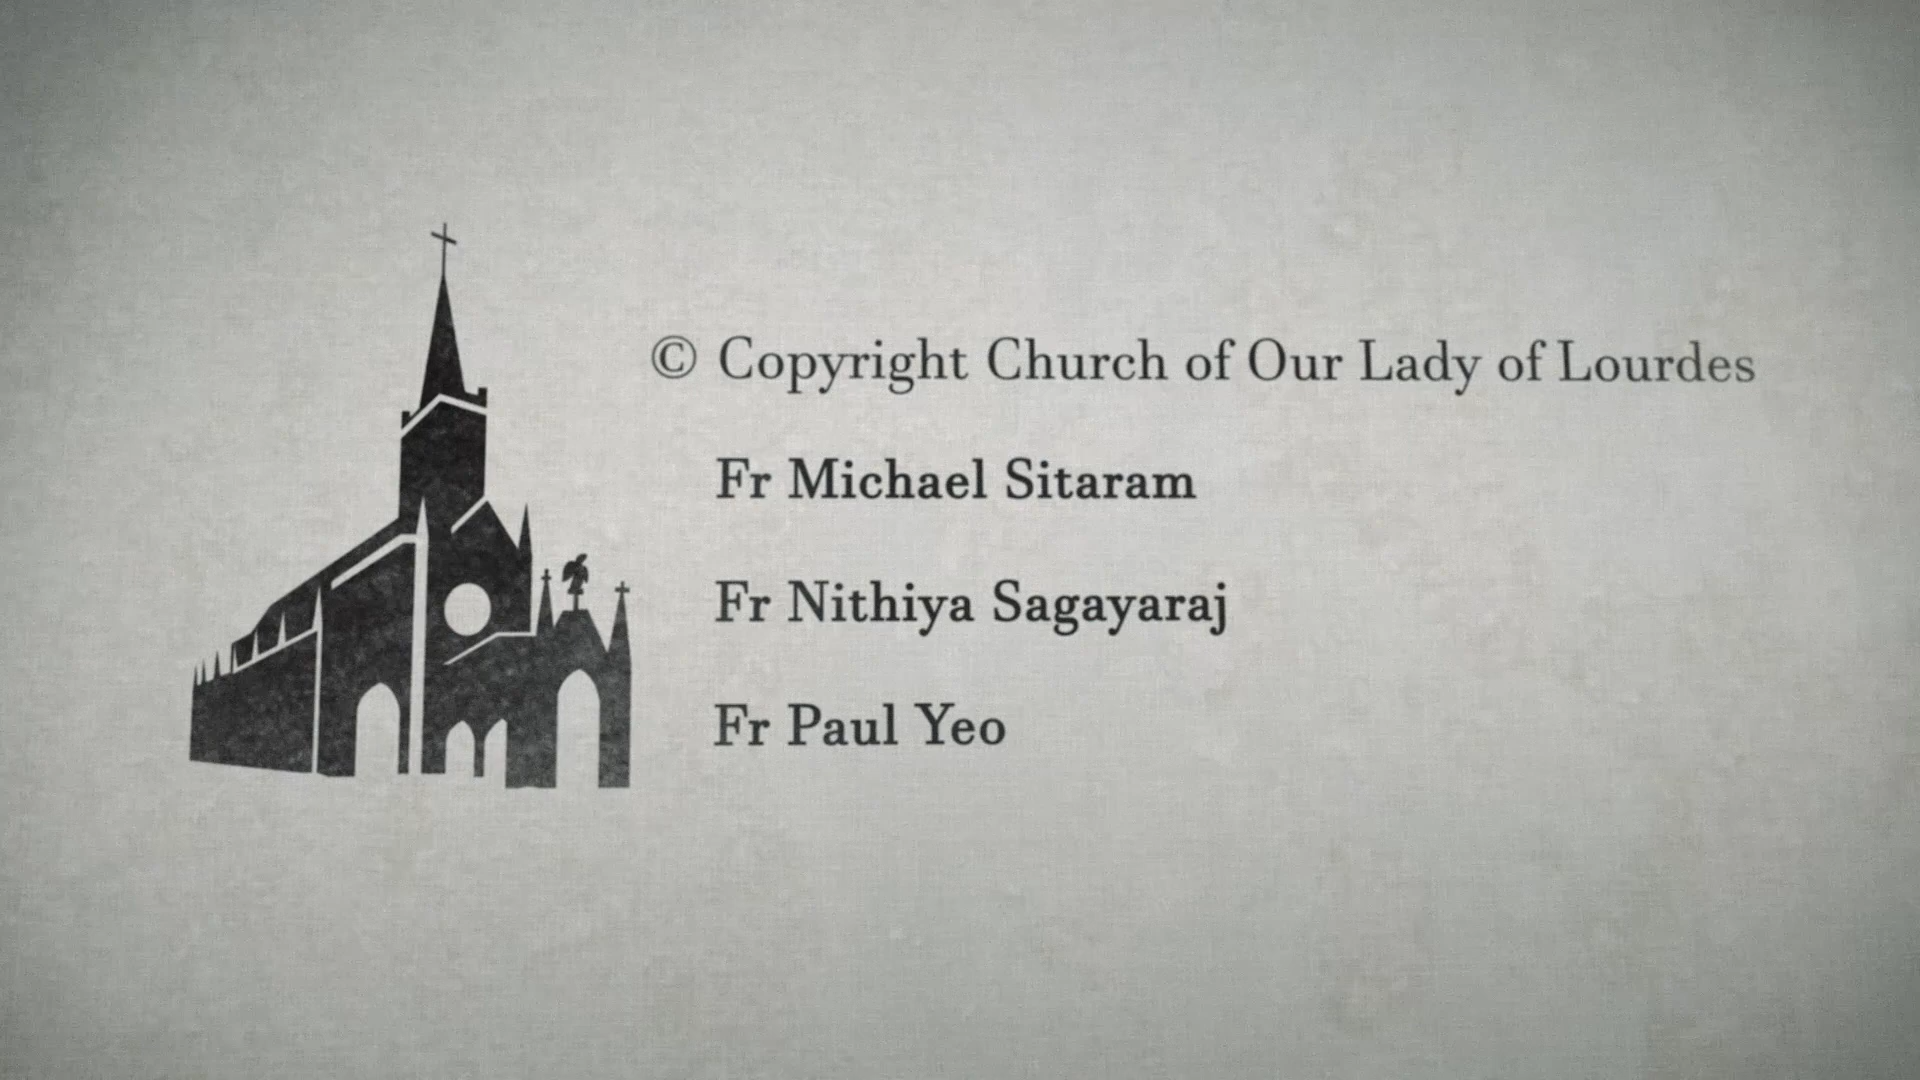 © Copyright Church of Our Lady of Lourdes
Fr Michael Sitaram
Fr Nithiya Sagayaraj
Fr Paul Yeo